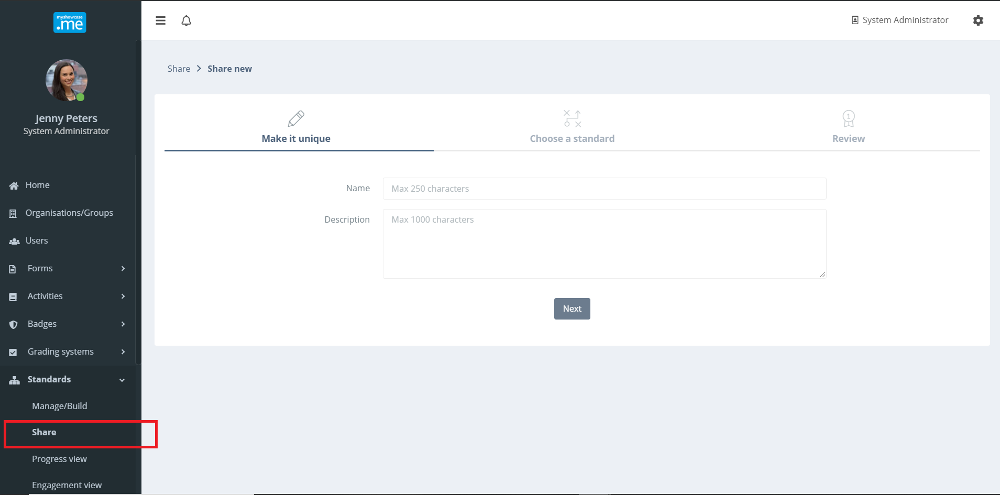 myshowcase
.me
System Administrator
Jenny Peters
System Administrator
Home
Organisations/Groups
Users
Forms
Activities
Badges
Grading systems
Standards
Manage/Build
Share
Progress view
Engagement view
Share > Share new
Make it unique
Choose a standard
1
Review
Name
Max 250 characters
Description
Max 1000 characters
Next